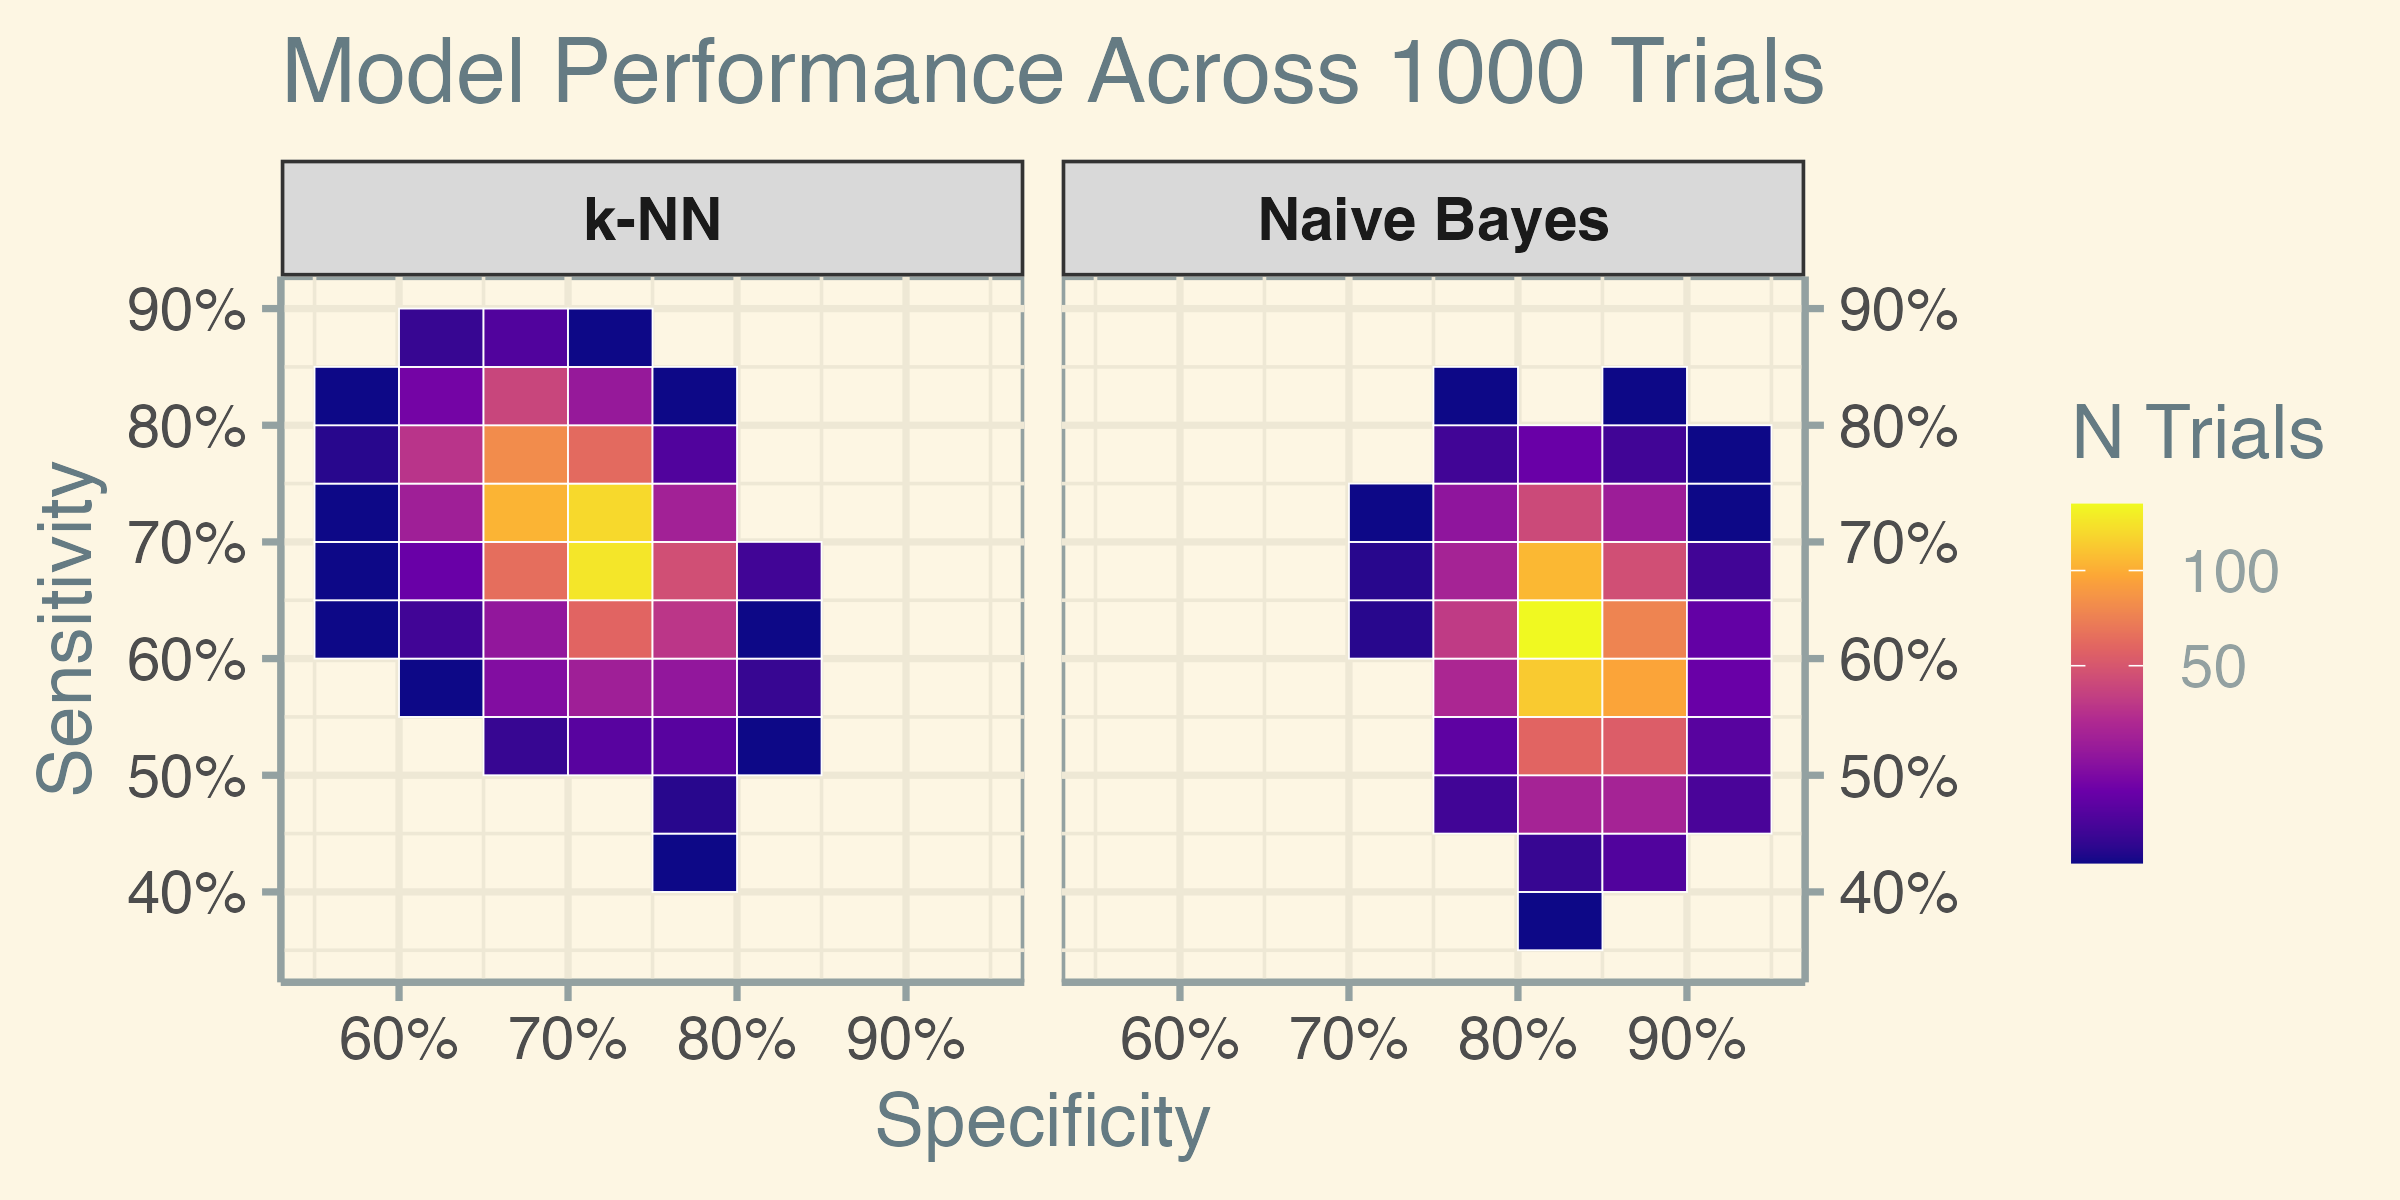 Model Performance Across 1000 Trials
k-NN
Naive Bayes
Sensitivity
90%
80%
70%
60%
50%
40%
90%
80%
70%
60%
50%
40%
60% 70% 80% 90%
60% 70% 80% 90%
Specificity
N Trials
100
50